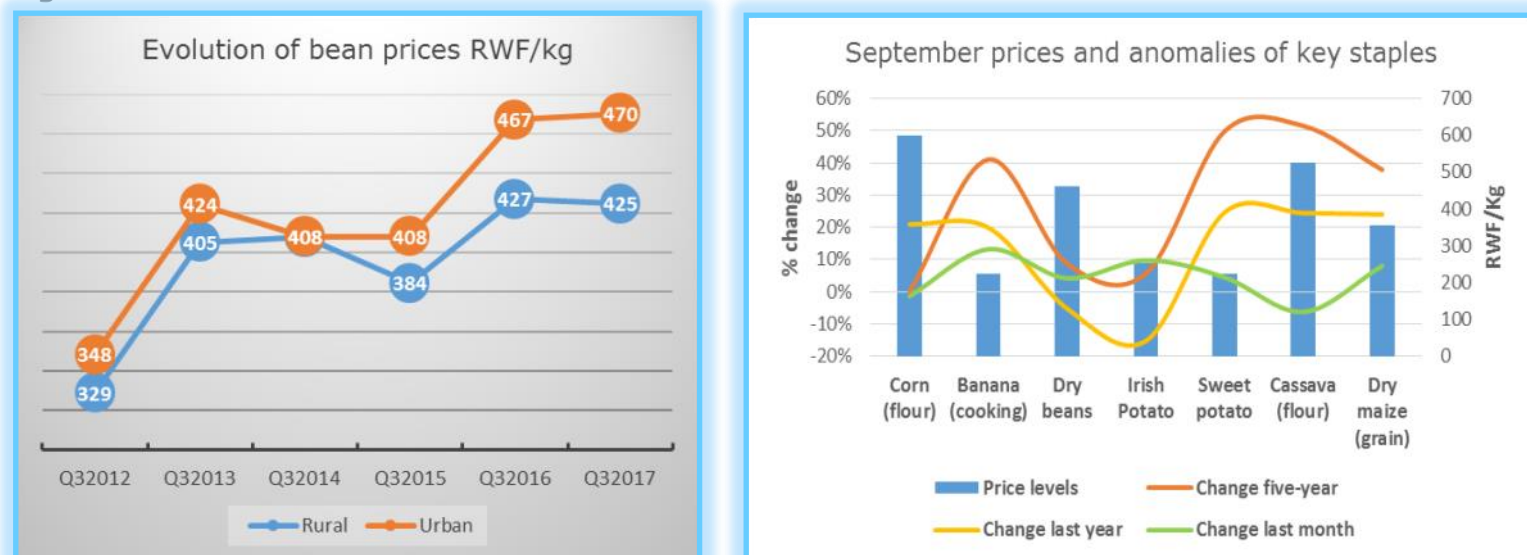 Evolution of bean prices RWF/kg
467
470
424
427
425
405
408
408
384
348
329
Q32012 Q32013 Q32014 Q32015 Q32016 Q32017
Rural Urban
September prices and anomalies of key staples
60%
50%
40%
30%
20%
10%
0%
-10%
-20%
% change
700
600
500
400
300
200
100
0
RWF/Kg
Corn (flour)
Banana (cooking)
Dry beans
Irish Potato
Sweet potato
Cassava (flour)
Dry maize (grain)
Price levels Change five-year
Change last year Change last month